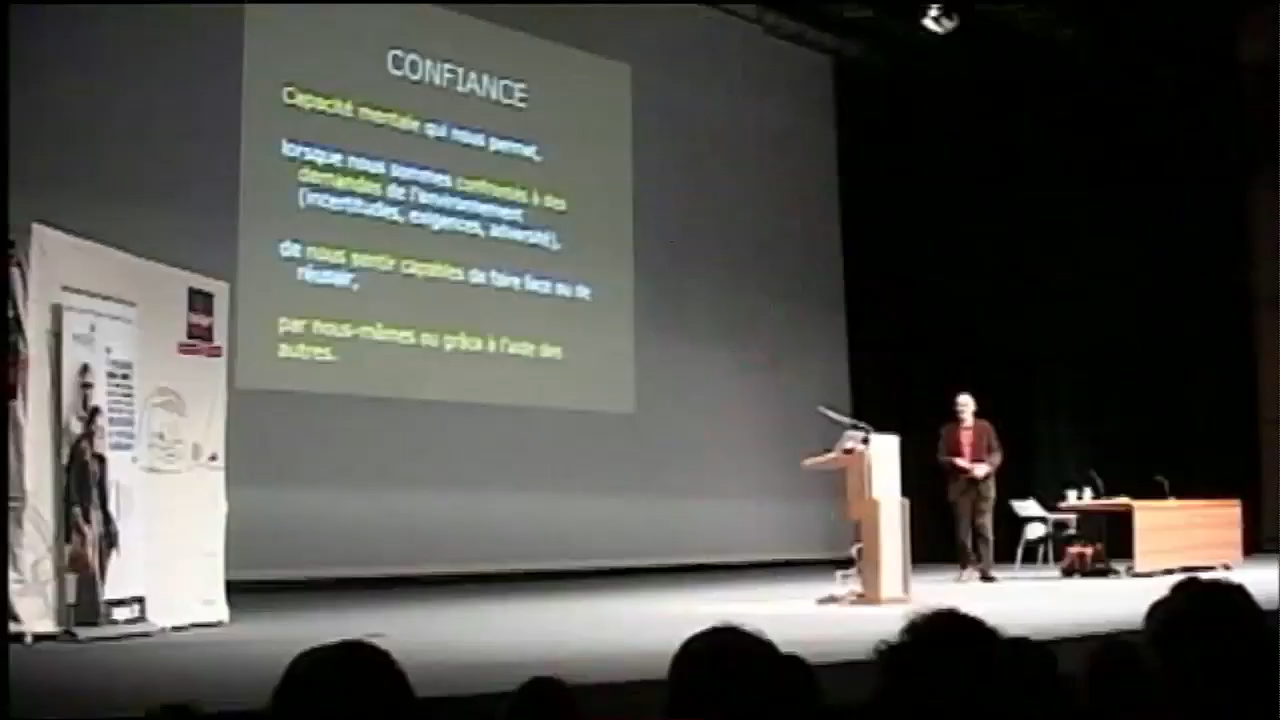 CONFIANCE
Capacité mentale qui nous permet,
lorsque nous sommes confrontés à des
demandes de l'environnement
(incertitudes, exigences, adversité),
de nous sentir capables de faire face ou de
réussir,
par nous-mêmes ou grâce à l'aide des
autres.